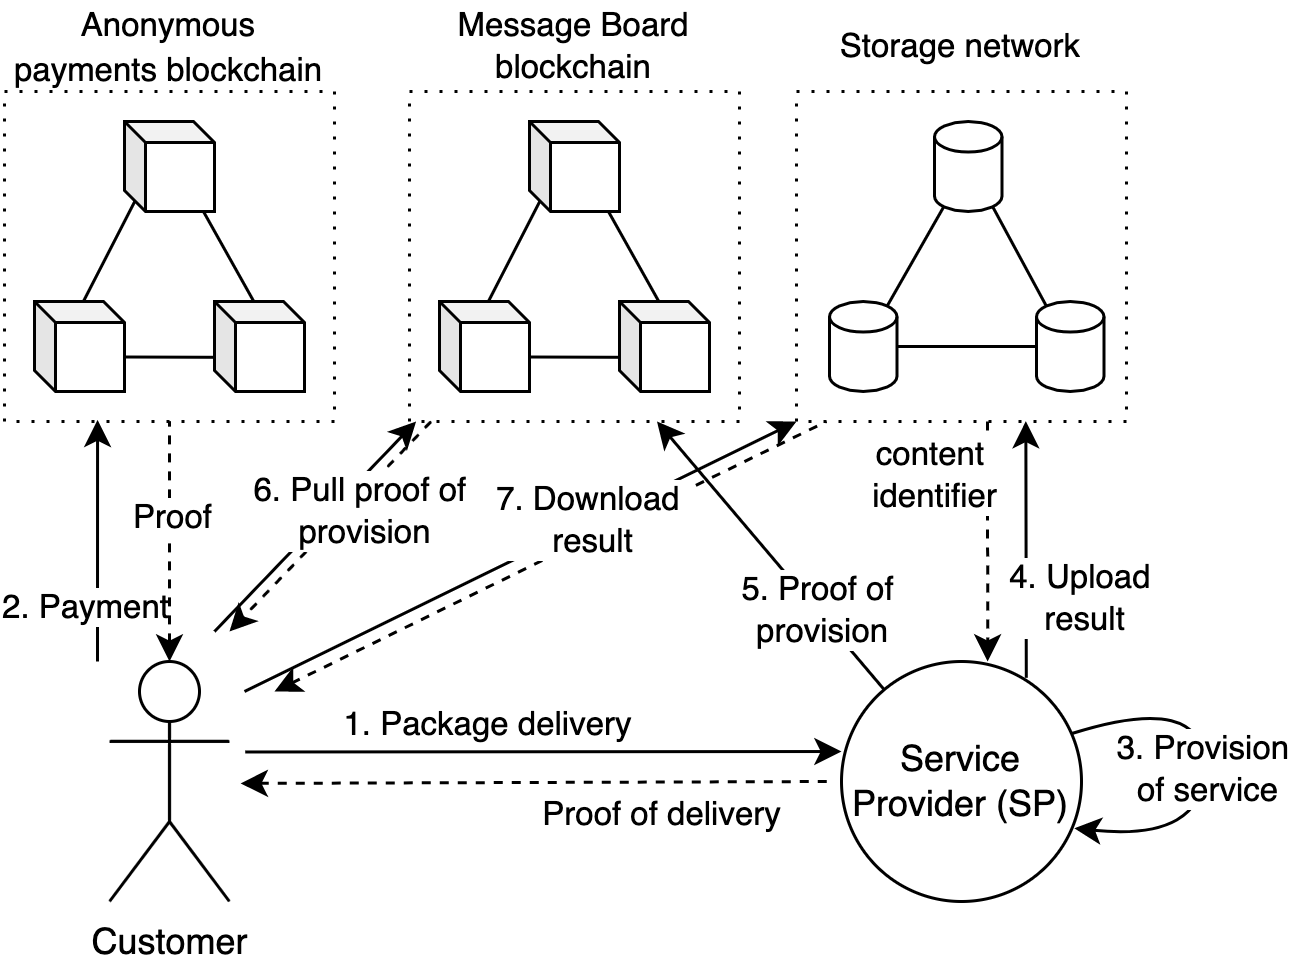 Anonymous
payments blockchain
Message Board
blockchain
Storage network
content
identifier
6. Pull proof of
provision
7. Download
result
Proof
2. Payment
5. Proof of
provision
4. Upload
result
1. Package delivery
Proof of delivery
Service
Provider (SP)
3. Provision
of service
Customer